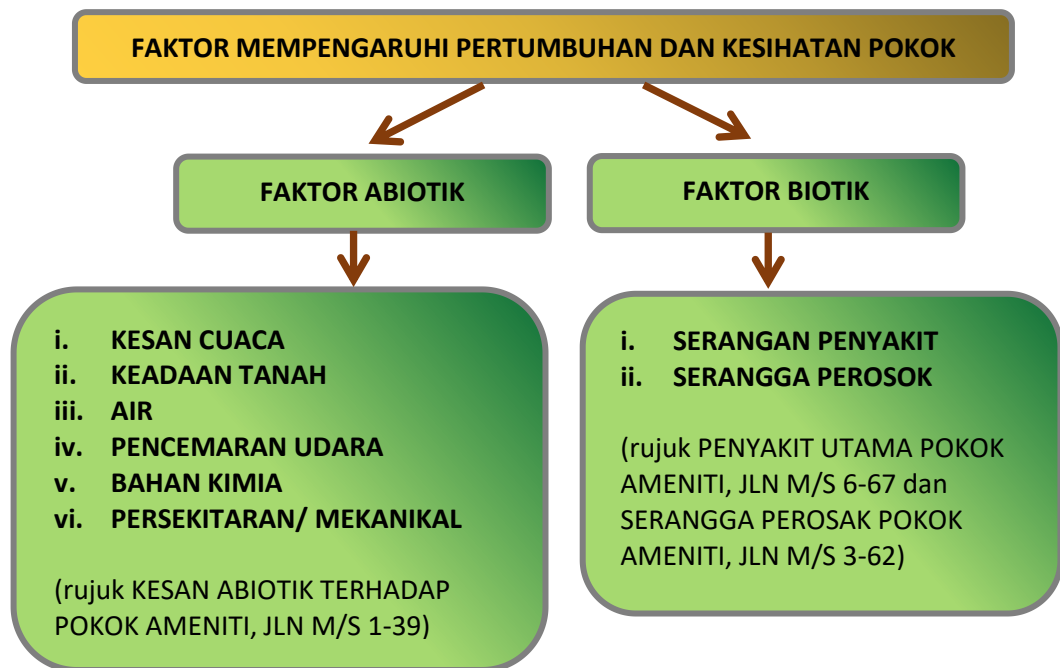 FAKTOR MEMPENGARUHI PERTUMBUHAN DAN KESIHATAN POKOK
FAKTOR ABIOTIK
FAKTOR BIOTIK
i. KESAN CUACA
ii. KEADAAN TANAH
iii. AIR
iv. PENCEMARAN UDARA
v. BAHAN KIMIA
vi. PERSEKITARAN/ MEKANIKAL
(rujuk KESAN ABIOTIK TERHADAP
POKOK AMENITI, JLN M/S 1-39)
i. SERANGAN PENYAKIT
ii. SERANGGA PEROSOK
(rujuk PENYAKIT UTAMA POKOK
AMENITI, JLN M/S 6-67 dan
SERANGGA PEROSAK POKOK
AMENITI, JLN M/S 3-62)